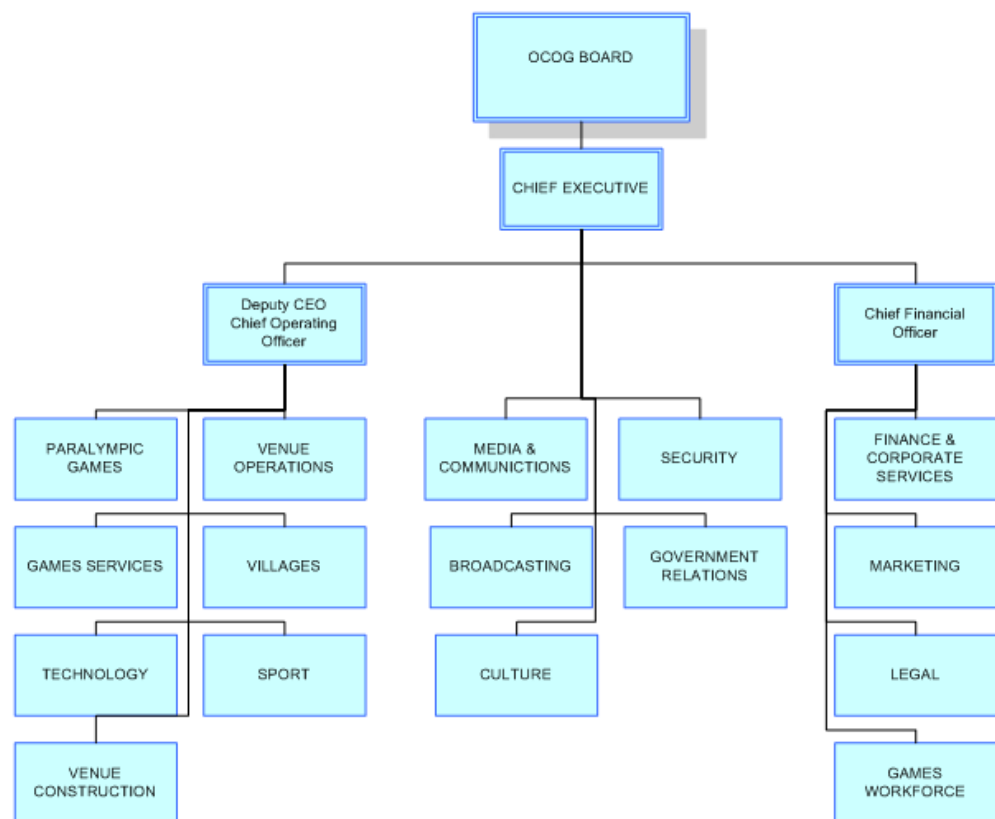 OCOG BOARD
CHIEF EXECUTIVE
Deputy CEO
Chief Operating
Officer
Chief Financial
Officer
PARALYMPIC
GAMES
VENUE
OPERATIONS
MEDIA &
COMMUNICTIONS
SECURITY
FINANCE &
CORPORATE
SERVICES
GAMES SERVICES
VILLAGES
BROADCASTING
GOVERNMENT
RELATIONS
MARKETING
TECHNOLOGY
SPORT
CULTURE
LEGAL
VENUE
CONSTRUCTION
GAMES
WORKFORCE